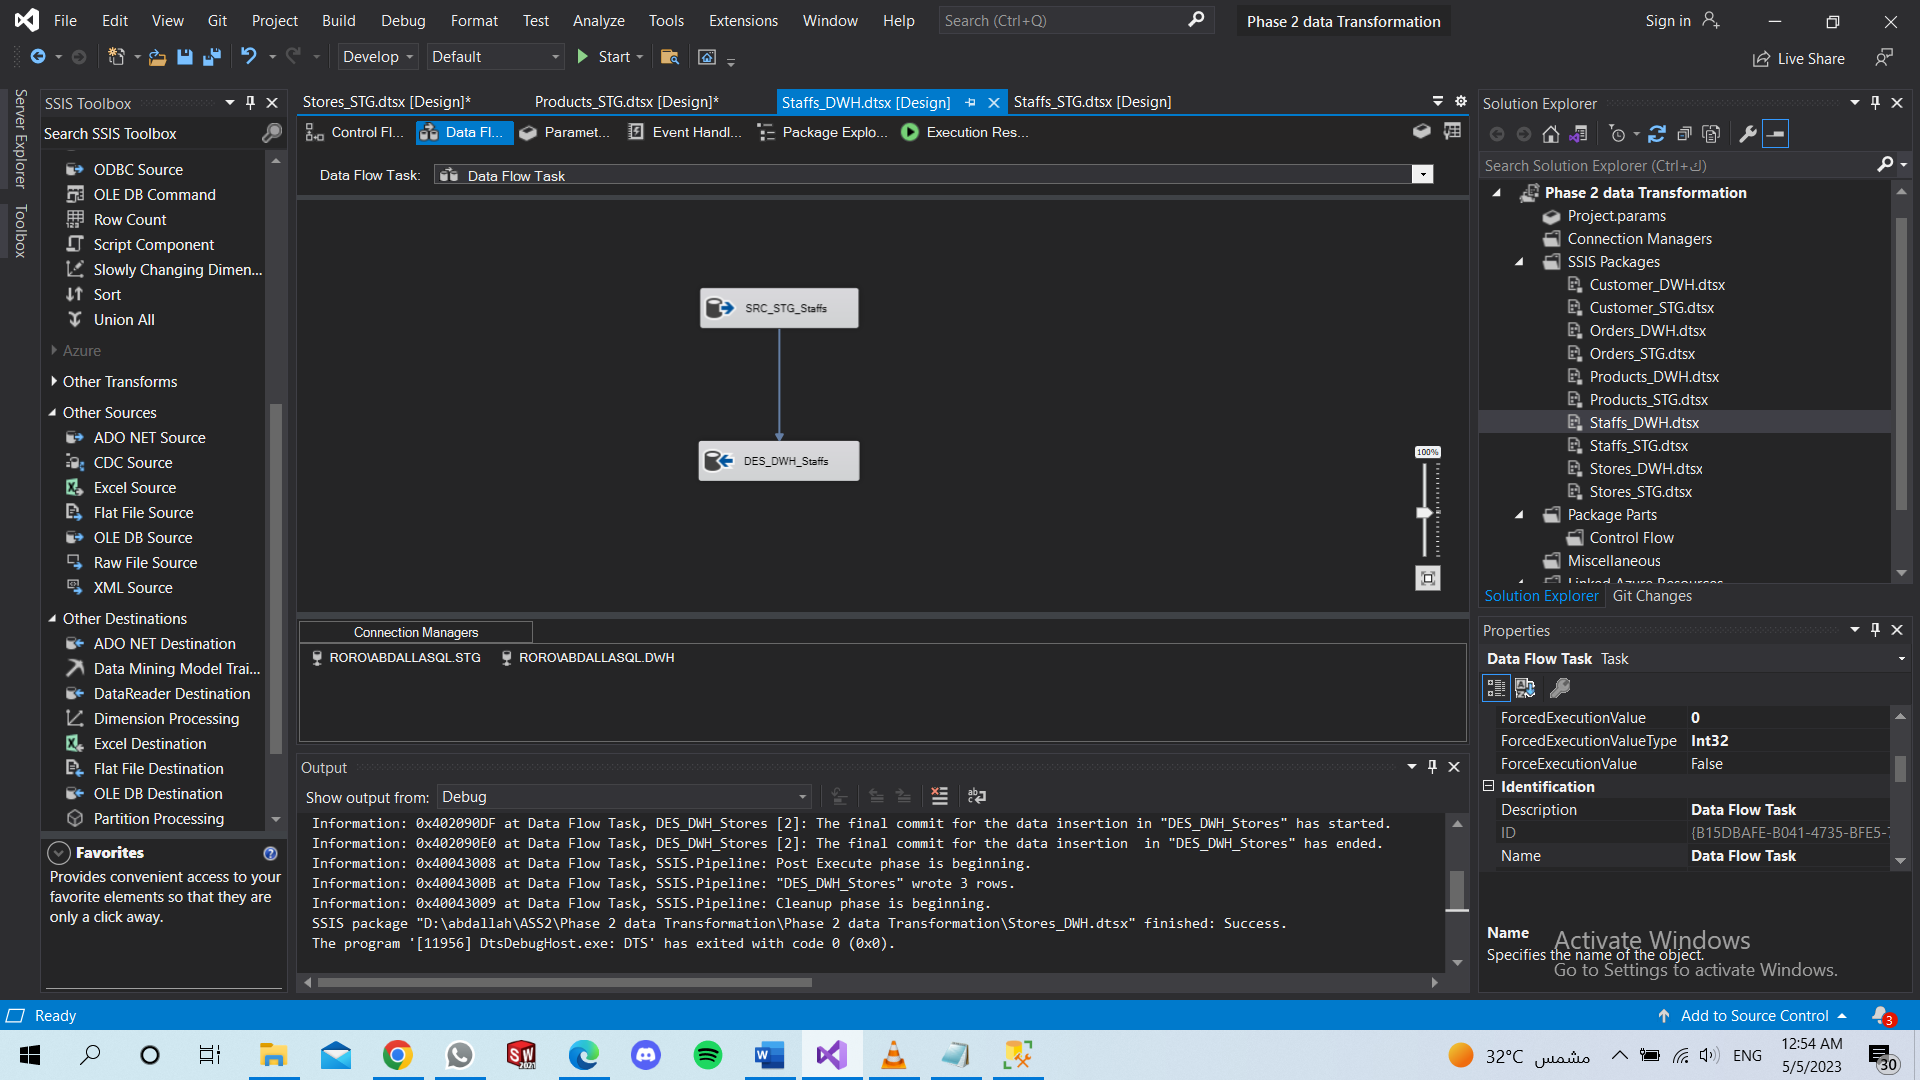 File Edit View Git Project Build Debug Format Test Analyze Tools Extensions Window Help Search (Ctrl+Q) Phase 2 data Transformation Sign in
Develop Default Start Live Share
Server Explorer
Toolbox
SSIS Toolbox
Search SSIS Toolbox
ODBC Source
OLE DB Command
Row Count
Script Component
Slowly Changing Dimen...
Sort
Union All
Azure
Other Transforms
Other Sources
ADO NET Source
CDC Source
Excel Source
Flat File Source
OLE DB Source
Raw File Source
XML Source
Other Destinations
ADO NET Destination
Data Mining Model Trai...
DataReader Destination
Dimension Processing
Excel Destination
Flat File Destination
OLE DB Destination
Partition Processing
Favorites
Provides convenient access to your
favorite elements so that they are
only a click away.
Stores_STG.dtsx [Design]* Products_STG.dtsx [Design]* Staffs_DWH.dtsx [Design] Staffs_STG.dtsx [Design]
Control Fl... Data Fl... Paramet... Event Handl... Package Explo... Execution Res...
Data Flow Task: Data Flow Task
SRC_STG_Staffs
DES_DWH_Staffs
100%
Connection Managers
RORO\ABDALLASQL.STG RORO\ABDALLASQL.DWH
Output
Show output from: Debug
Information: 0x402090DF at Data Flow Task, DES_DWH_Stores [2]: The final commit for the data insertion in "DES_DWH_Stores" has started.
Information: 0x402090E0 at Data Flow Task, DES_DWH_Stores [2]: The final commit for the data insertion  in "DES_DWH_Stores" has ended.
Information: 0x40043008 at Data Flow Task, SSIS.Pipeline: Post Execute phase is beginning.
Information: 0x4004300B at Data Flow Task, SSIS.Pipeline: "DES_DWH_Stores" wrote 3 rows.
Information: 0x40043009 at Data Flow Task, SSIS.Pipeline: Cleanup phase is beginning.
SSIS package "D:\abdallah\ASS2\Phase 2 data Transformation\Phase 2 data Transformation\Stores_DWH.dtsx" finished: Success.
The program '[11956] DtsDebugHost.exe: DTS' has exited with code 0 (0x0).
Solution Explorer
Search Solution Explorer (Ctrl+ك)
Phase 2 data Transformation
Project.params
Connection Managers
SSIS Packages
Customer_DWH.dtsx
Customer_STG.dtsx
Orders_DWH.dtsx
Orders_STG.dtsx
Products_DWH.dtsx
Products_STG.dtsx
Staffs_DWH.dtsx
Staffs_STG.dtsx
Stores_DWH.dtsx
Stores_STG.dtsx
Package Parts
Control Flow
Miscellaneous
Linked Azure Resources
Solution Explorer Git Changes
Properties
Data Flow Task Task
ForcedExecutionValue 0
ForcedExecutionValueType Int32
ForceExecutionValue False
Identification
Description Data Flow Task
ID {B15DBAFE-B041-4735-BFE5-
Name Data Flow Task
Name
Specifies the name of the object.
Activate Windows
Go to Settings to activate Windows.
Ready Add to Source Control 3
SW 2021 32°C مشمس ENG 12:54 AM
5/5/2023 30